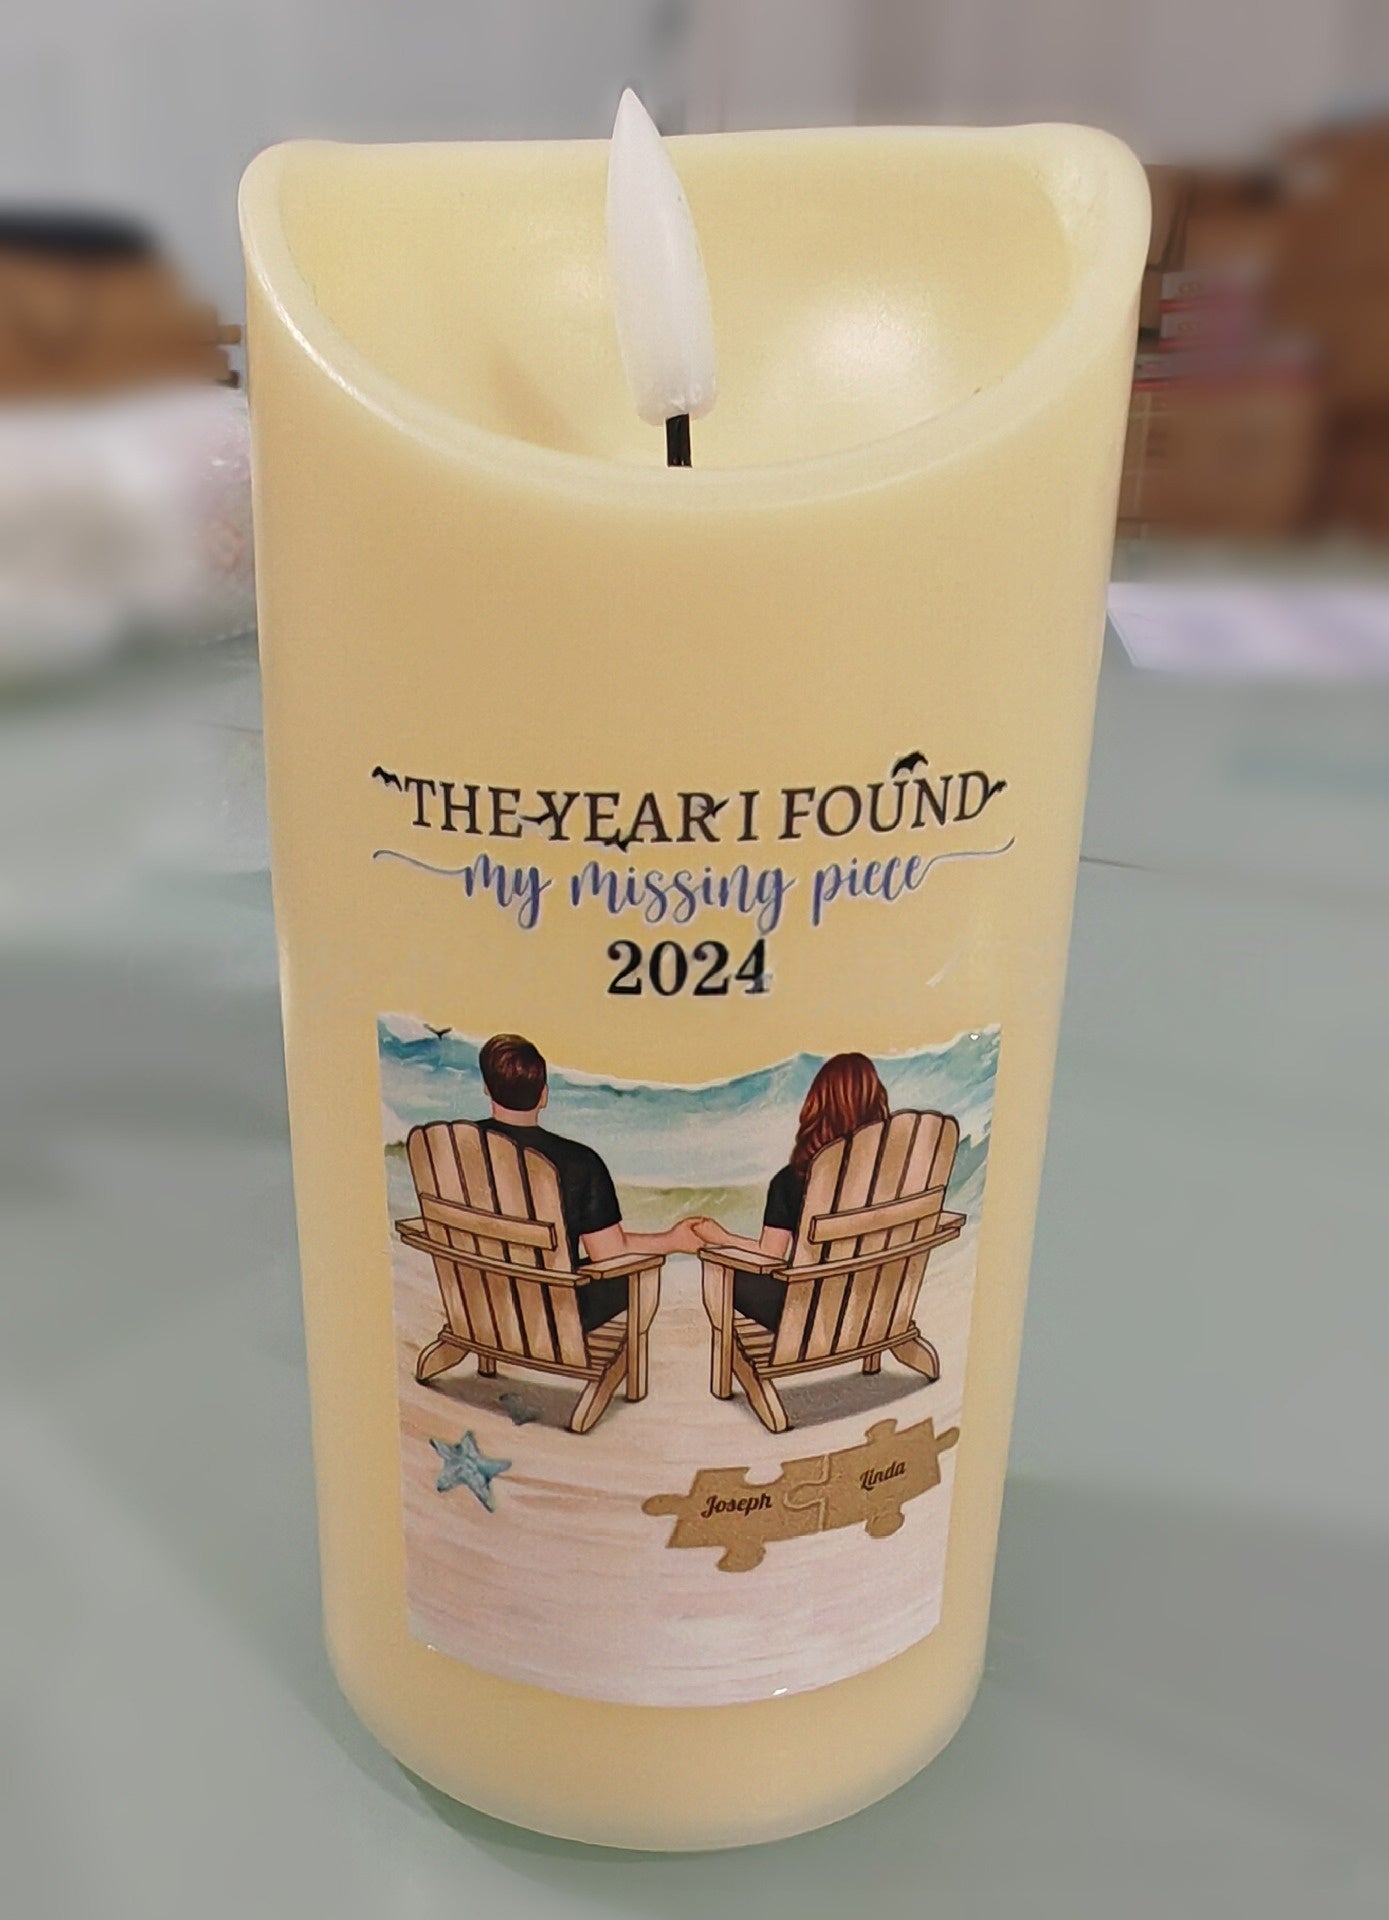 THE YEAR I FOUND
my missing piece
2024
Joseph
Linda